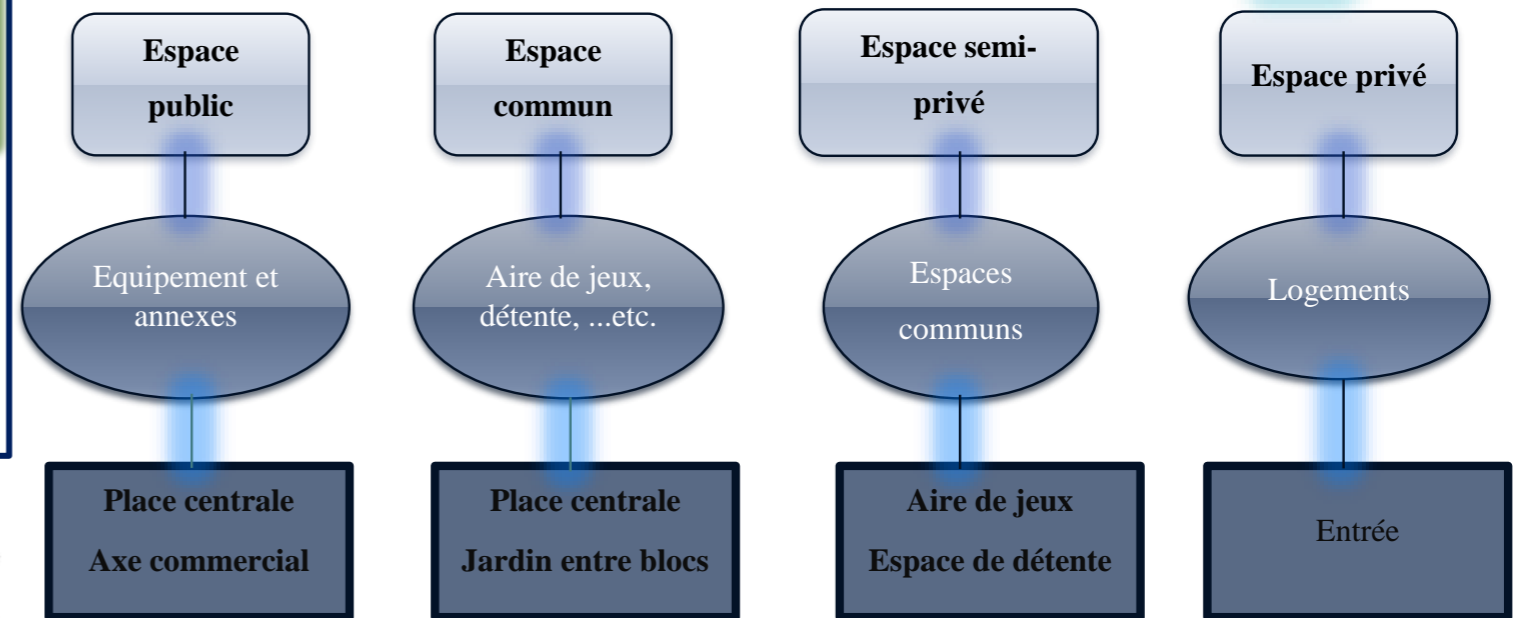 Espace
public
Espace
commun
Espace semi-
privé
Espace privé
Equipement et
annexes
Aire de jeux,
détente, ...etc.
Espaces
communs
Logements
Place centrale
Axe commercial
Place centrale
Jardin entre blocs
Aire de jeux
Espace de détente
Entrée